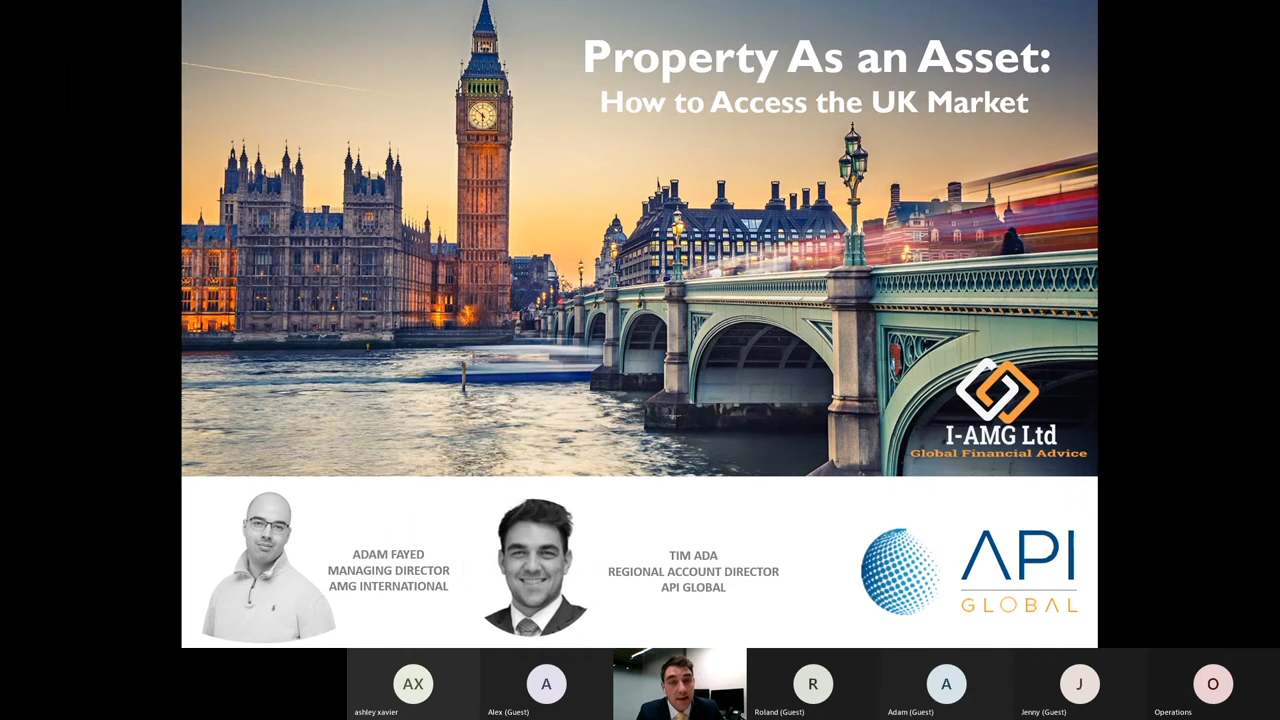 Property As an Asset:
How to Access the UK Market
I-AMG Ltd
Global Financial Advice
ADAM FAYED
MANAGING DIRECTOR
AMG INTERNATIONAL
TIM ADA
REGIONAL ACCOUNT DIRECTOR
API GLOBAL
API
GLOBAL
AX
A
R
A
J
O
ashley xavier
Alex (Guest)
Roland (Guest)
Adam (Guest)
Jenny (Guest)
Operations